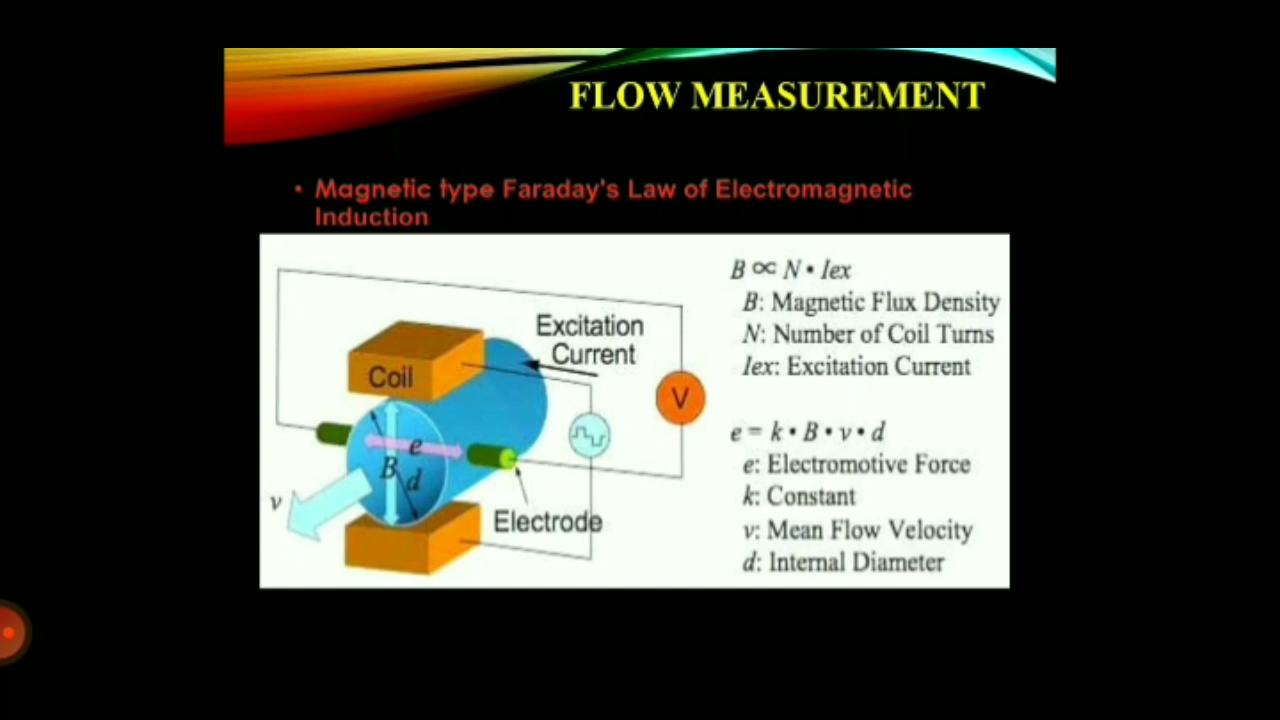 FLOW MEASUREMENT
• Magnetic type Faraday's Law of Electromagnetic
Induction
Excitation
Current
Coil
V
e
B
d
v
Electrode
B ∝ N • Iex
B: Magnetic Flux Density
N: Number of Coil Turns
Iex: Excitation Current
e = k • B • v • d
e: Electromotive Force
k: Constant
v: Mean Flow Velocity
d: Internal Diameter